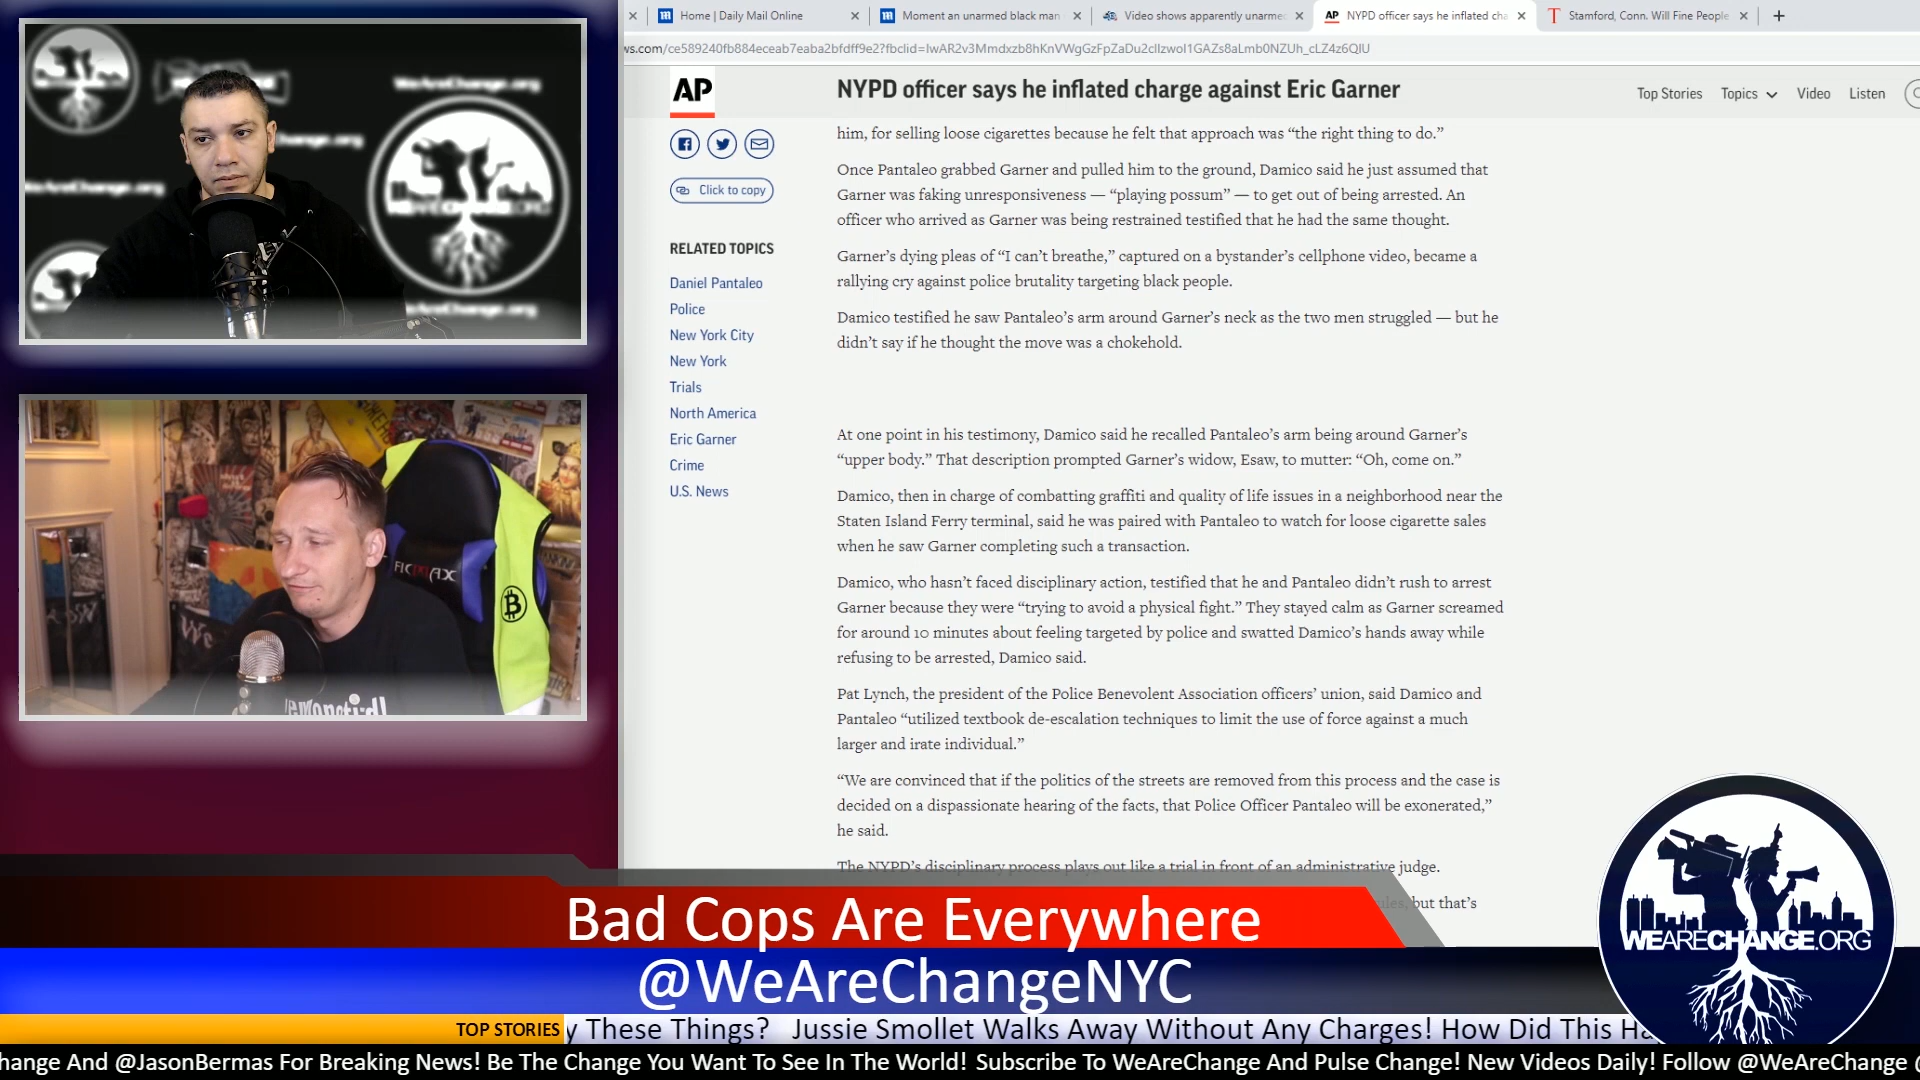 Home | Daily Mail Online
Moment an unarmed black man
Video shows apparently unarmed
NYPD officer says he inflated cha
Stamford, Conn. Will Fine People
AP
NYPD officer says he inflated charge against Eric Garner
Top Stories
Topics
Video
Listen
Click to copy
RELATED TOPICS
Daniel Pantaleo
Police
New York City
New York
Trials
North America
Eric Garner
Crime
U.S. News
him, for selling loose cigarettes because he felt that approach was “the right thing to do.”
Once Pantaleo grabbed Garner and pulled him to the ground, Damico said he just assumed that
Garner was faking unresponsiveness — “playing possum” — to get out of being arrested. An
officer who arrived as Garner was being restrained testified that he had the same thought.
Garner’s dying pleas of “I can’t breathe,” captured on a bystander’s cellphone video, became a
rallying cry against police brutality targeting black people.
Damico testified he saw Pantaleo’s arm around Garner’s neck as the two men struggled — but he
didn’t say if he thought the move was a chokehold.
At one point in his testimony, Damico said he recalled Pantaleo’s arm being around Garner’s
“upper body.” That description prompted Garner’s widow, Esaw, to mutter: “Oh, come on.”
Damico, then in charge of combatting graffiti and quality of life issues in a neighborhood near the
Staten Island Ferry terminal, said he was paired with Pantaleo to watch for loose cigarette sales
when he saw Garner completing such a transaction.
Damico, who hasn’t faced disciplinary action, testified that he and Pantaleo didn’t rush to arrest
Garner because they were “trying to avoid a physical fight.” They stayed calm as Garner screamed
for around 10 minutes about feeling targeted by police and swatted Damico’s hands away while
refusing to be arrested, Damico said.
Pat Lynch, the president of the Police Benevolent Association officers’ union, said Damico and
Pantaleo “utilized textbook de-escalation techniques to limit the use of force against a much
larger and irate individual.”
“We are convinced that if the politics of the streets are removed from this process and the case is
decided on a dispassionate hearing of the facts, that Police Officer Pantaleo will be exonerated,”
he said.
The NYPD’s disciplinary process plays out like a trial in front of an administrative judge.
but that’s
WeAreChange.org
WeAreChange.org
WEARECHANGE.ORG
Bad Cops Are Everywhere
@WeAreChangeNYC
TOP STORIES
y These Things? Jussie Smollet Walks Away Without Any Charges! How Did This Ha
hange And @JasonBermas For Breaking News! Be The Change You Want To See In The World! Subscribe To WeAreChange And Pulse Change! New Videos Daily! Follow @WeAreChange @